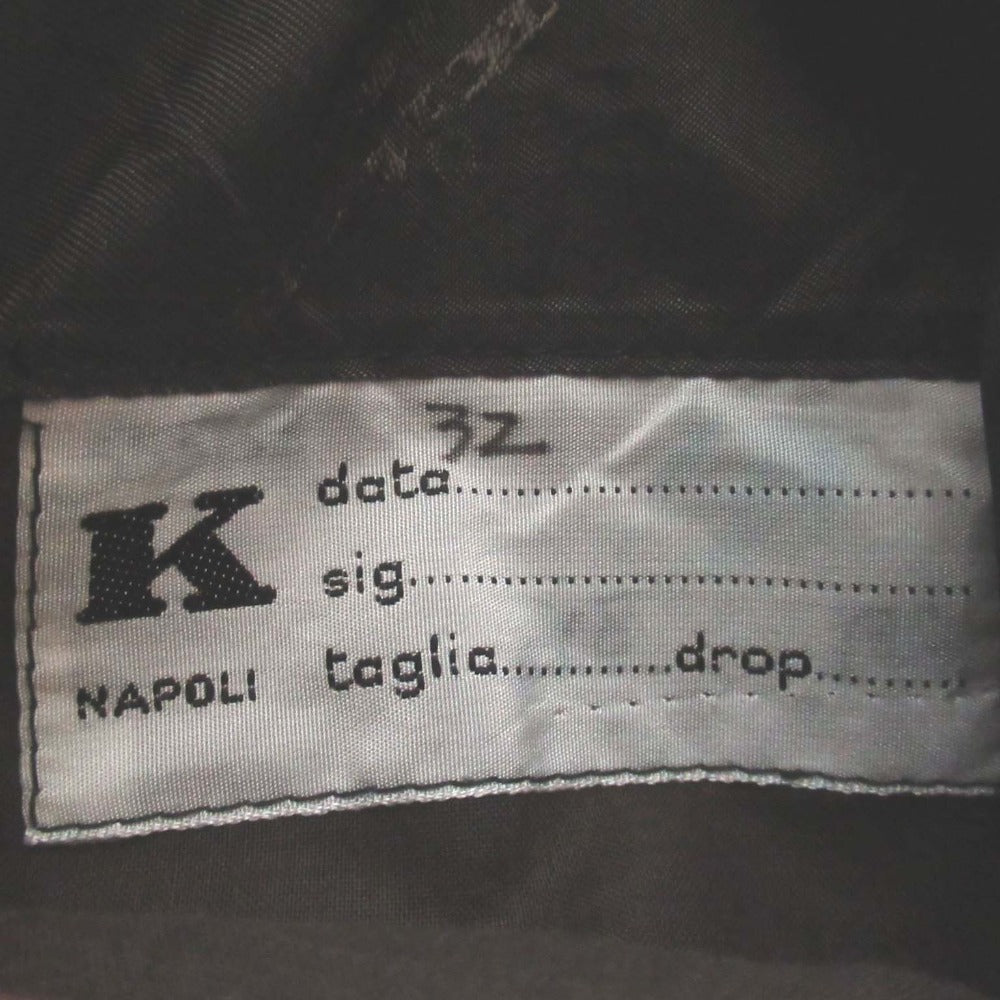 32
K
NAPOLI
data..........................................
sig..............................................
taglia.............drop............